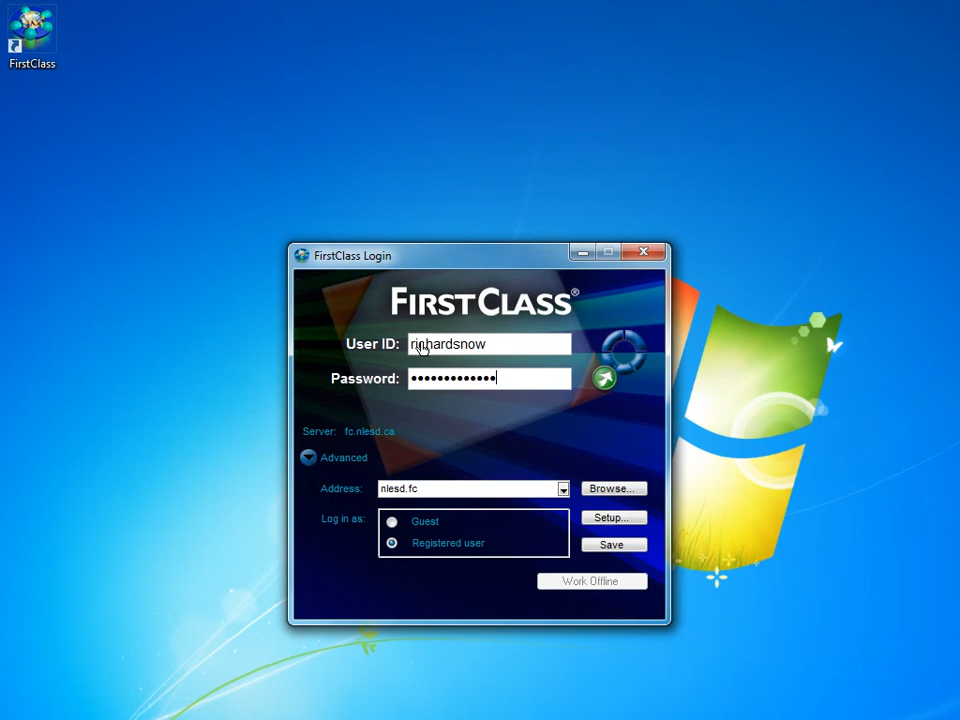 FirstClass
FirstClass Login
FIRSTCLASS®
User ID:
Password: •••••••••••••
Server: fc.nlesd.ca
Advanced
Address: nlesd.fc Browse...
Log in as: Guest Setup...
Registered user Save
Work Offline